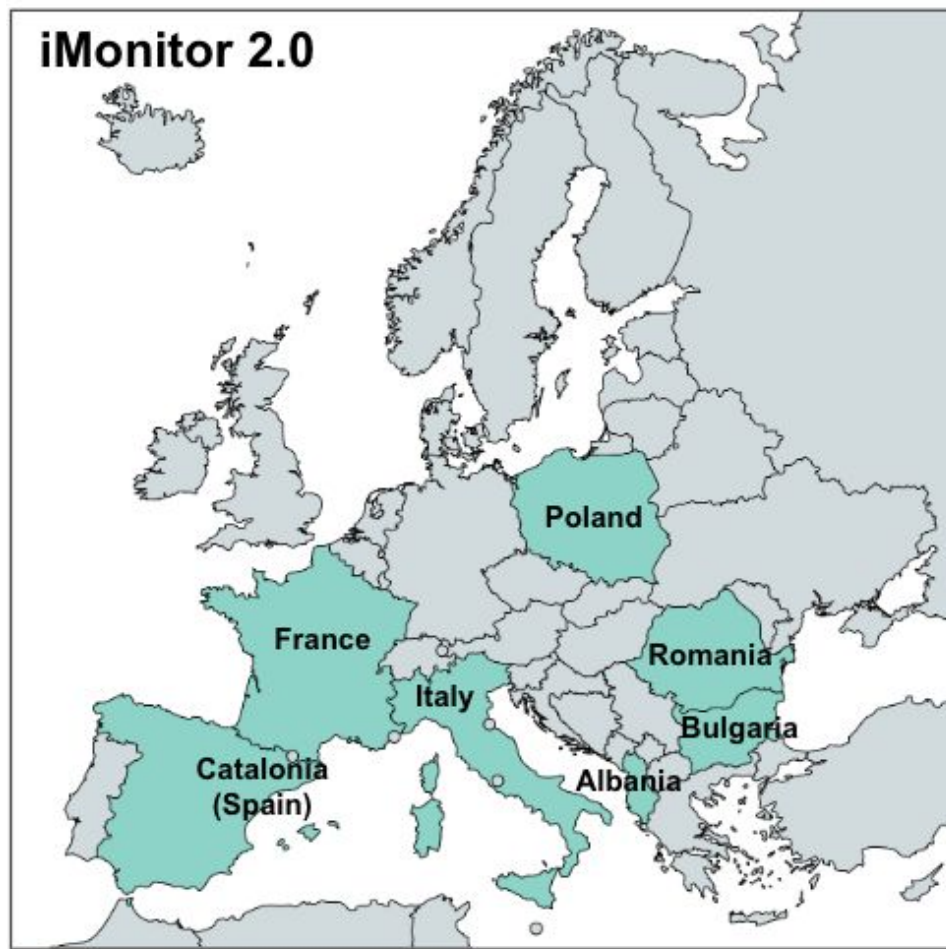 iMonitor 2.0
Poland
France
Romania
Italy
Bulgaria
Catalonia
(Spain)
Albania